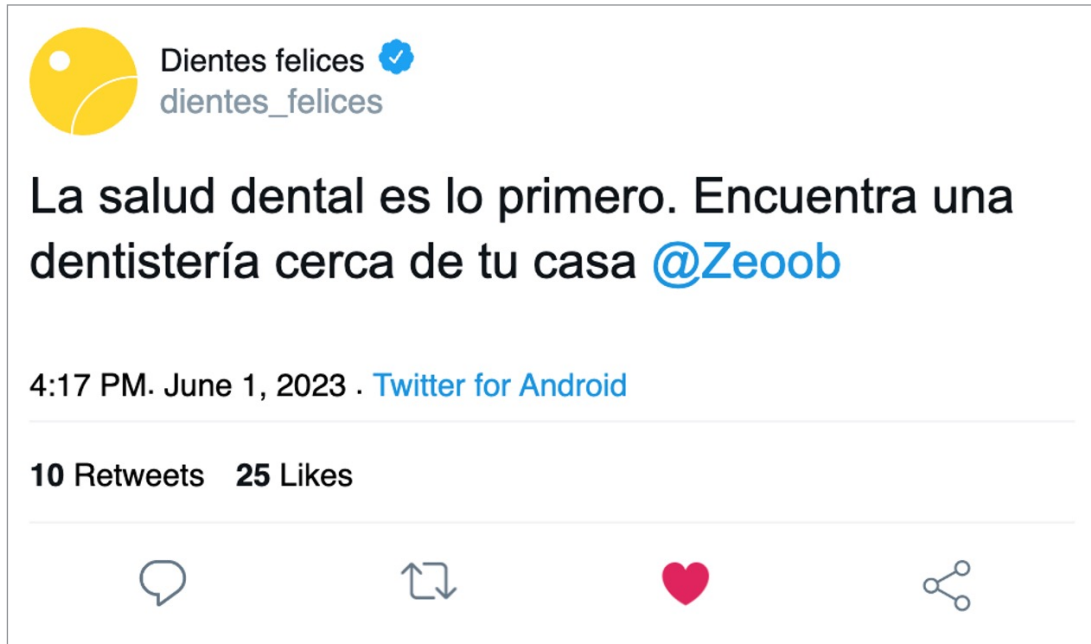 Dientes felices
dientes_felices
La salud dental es lo primero. Encuentra una
dentistería cerca de tu casa @Zeoob
4:17 PM. June 1, 2023 . Twitter for Android
10 Retweets 25 Likes